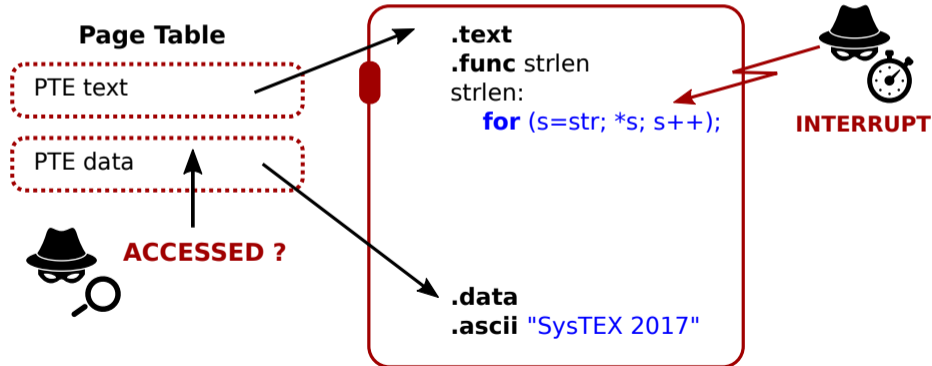 Page Table
PTE text
PTE data
ACCESSED ?
.text
.func strlen
strlen:
for (s=str; *s; s++);
.data
.ascii "SysTEX 2017"
INTERRUPT